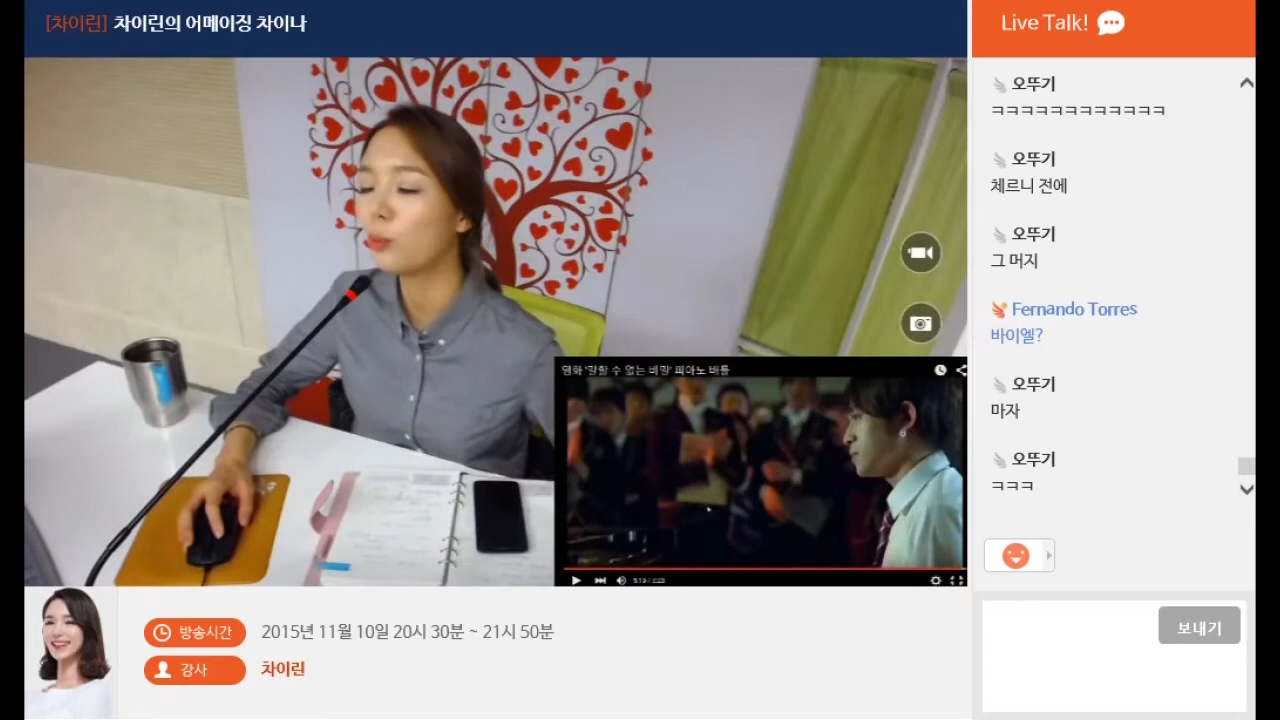 [차이린] 차이린의 어메이징 차이나
Live Talk!
오뚜기
ㅋㅋㅋㅋㅋㅋㅋㅋㅋㅋㅋㅋ
오뚜기
체르니 전에
오뚜기
그 머지
Fernando Torres
바이엘?
오뚜기
마자
오뚜기
ㅋㅋㅋ
보내기
영화 '말할 수 없는 비밀' 피아노 배틀
방송시간 2015년 11월 10일 20시 30분 ~ 21시 50분
강사 차이린